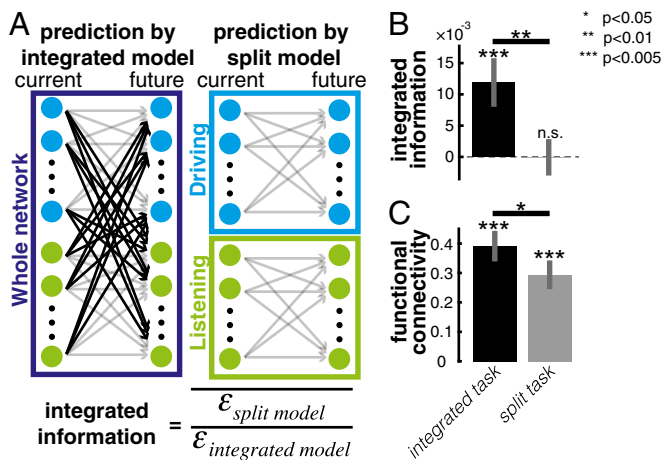 A
prediction by
integrated model
prediction by
split model
current
future
current
future
Whole network
Driving
Listening
integrated
information
=
ε split model
ε integrated model
B
* p<0.05
** p<0.01
*** p<0.005
×10⁻³
integrated
information
20
10
0
***
**
n.s.
C
functional
connectivity
0.4
0.3
0.2
0.1
0
***
*
***
integrated task
split task